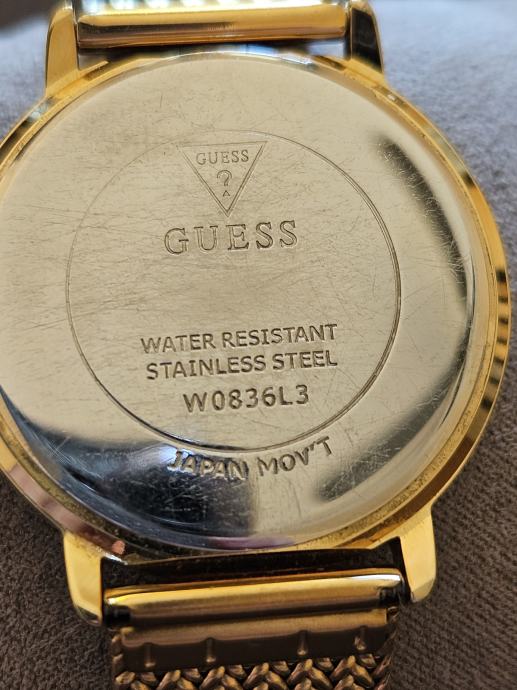 GUESS
?
GUESS
WATER RESISTANT
STAINLESS STEEL
W0836L3
JAPAN MOV'T